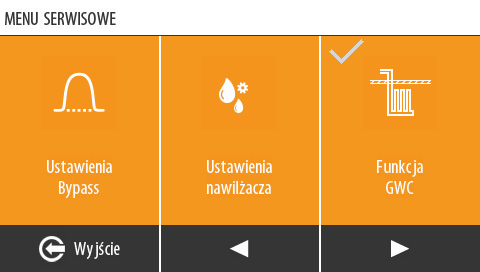 MENU SERWISOWE
Ustawienia
Bypass
Ustawienia
nawilżacza
Funkcja
GWC
Wyjście